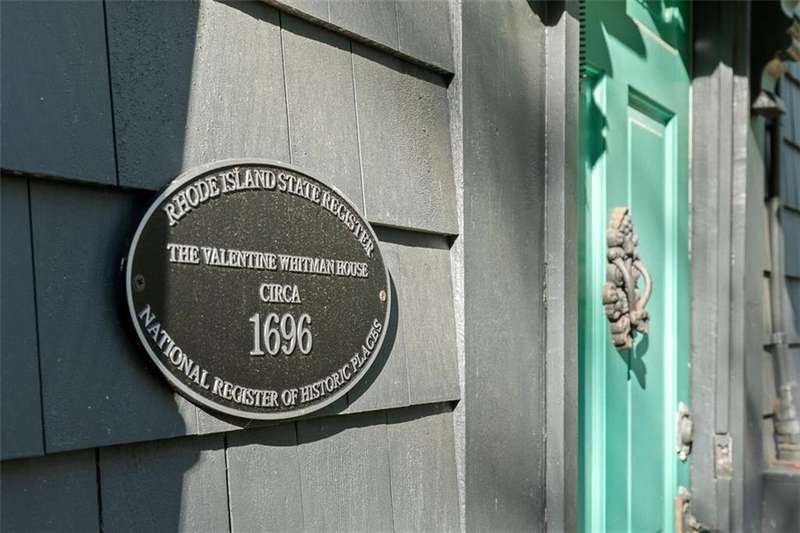 RHODE ISLAND STATE REGISTER
THE VALENTINE WHITMAN HOUSE
CIRCA
1696
NATIONAL REGISTER OF HISTORIC PLACES